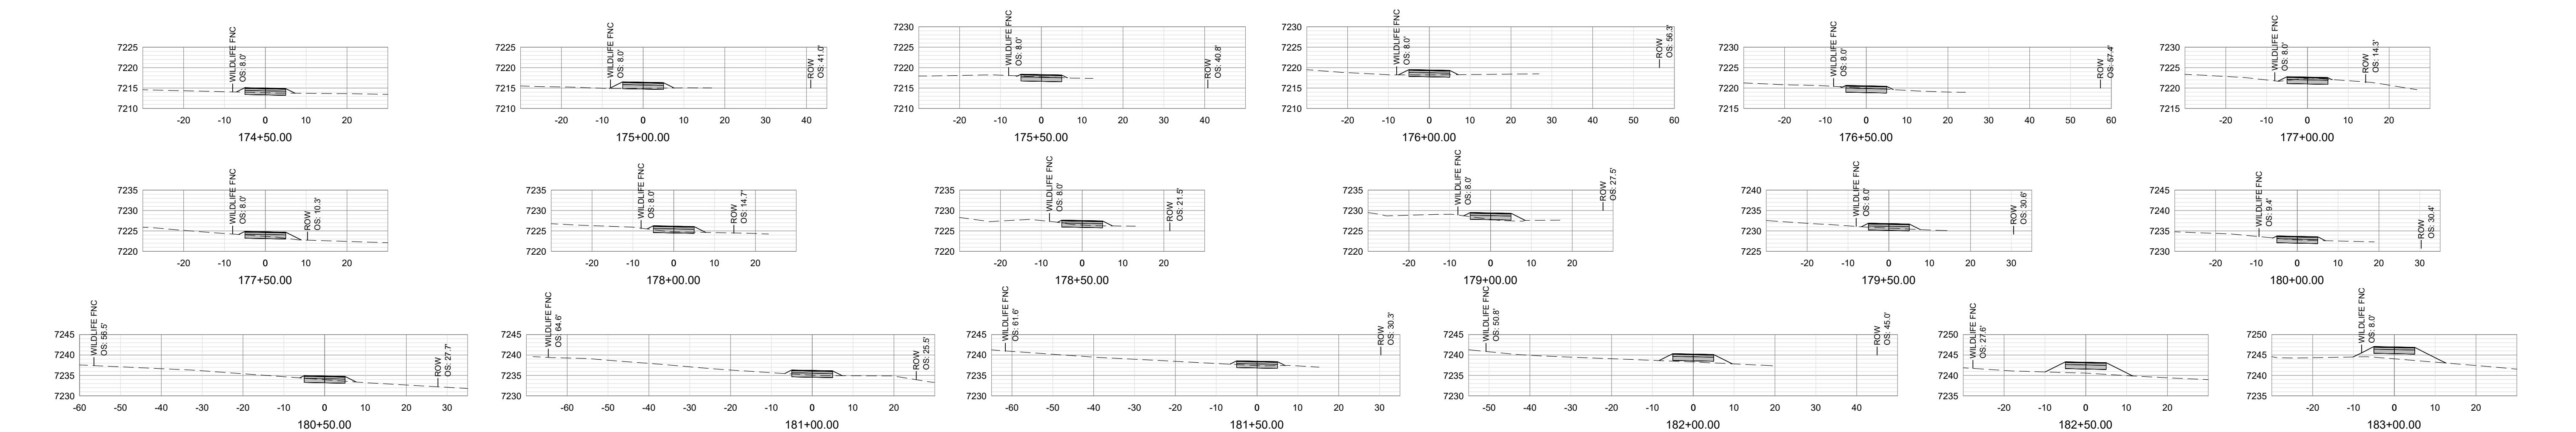 WILDLIFE FNC
OS: 8.0'
7225
7220
7215
7210
-20 -10 0 10 20
174+50.00
WILDLIFE FNC
OS: 8.0'
ROW
OS: 41.0'
7225
7220
7215
7210
-20 -10 0 10 20 30 40
175+00.00
WILDLIFE FNC
OS: 8.0'
ROW
OS: 40.8'
7230
7225
7220
7215
7210
-20 -10 0 10 20 30 40
175+50.00
WILDLIFE FNC
OS: 8.0'
ROW
OS: 56.3'
7230
7225
7220
7215
7210
-20 -10 0 10 20 30 40 50 60
176+00.00
WILDLIFE FNC
OS: 8.0'
ROW
OS: 57.4'
7230
7225
7220
7215
-20 -10 0 10 20 30 40 50 60
176+50.00
WILDLIFE FNC
OS: 8.0'
ROW
OS: 14.3'
7230
7225
7220
7215
-20 -10 0 10 20
177+00.00
WILDLIFE FNC
OS: 8.0'
ROW
OS: 10.3'
7235
7230
7225
7220
-20 -10 0 10 20
177+50.00
WILDLIFE FNC
OS: 8.0'
ROW
OS: 14.7'
7235
7230
7225
7220
-20 -10 0 10 20
178+00.00
WILDLIFE FNC
OS: 8.0'
ROW
OS: 21.5'
7235
7230
7225
7220
-20 -10 0 10 20
178+50.00
WILDLIFE FNC
OS: 8.0'
ROW
OS: 27.5'
7235
7230
7225
7220
-20 -10 0 10 20
179+00.00
WILDLIFE FNC
OS: 8.0'
ROW
OS: 30.6'
7240
7235
7230
7225
-20 -10 0 10 20 30
179+50.00
WILDLIFE FNC
OS: 9.4'
ROW
OS: 30.4'
7245
7240
7235
7230
-20 -10 0 10 20 30
180+00.00
WILDLIFE FNC
OS: 56.5'
ROW
OS: 27.7'
7245
7240
7235
7230
-60 -50 -40 -30 -20 -10 0 10 20 30
180+50.00
WILDLIFE FNC
OS: 64.6'
ROW
OS: 25.5'
7245
7240
7235
7230
-60 -50 -40 -30 -20 -10 0 10 20
181+00.00
WILDLIFE FNC
OS: 61.6'
ROW
OS: 30.3'
7245
7240
7235
7230
-60 -50 -40 -30 -20 -10 0 10 20 30
181+50.00
WILDLIFE FNC
OS: 50.8'
ROW
OS: 45.0'
7245
7240
7235
7230
-50 -40 -30 -20 -10 0 10 20 30 40
182+00.00
WILDLIFE FNC
OS: 27.6'
7250
7245
7240
7235
-20 -10 0 10 20
182+50.00
WILDLIFE FNC
OS: 8.0'
7250
7245
7240
7235
-20 -10 0 10 20
183+00.00